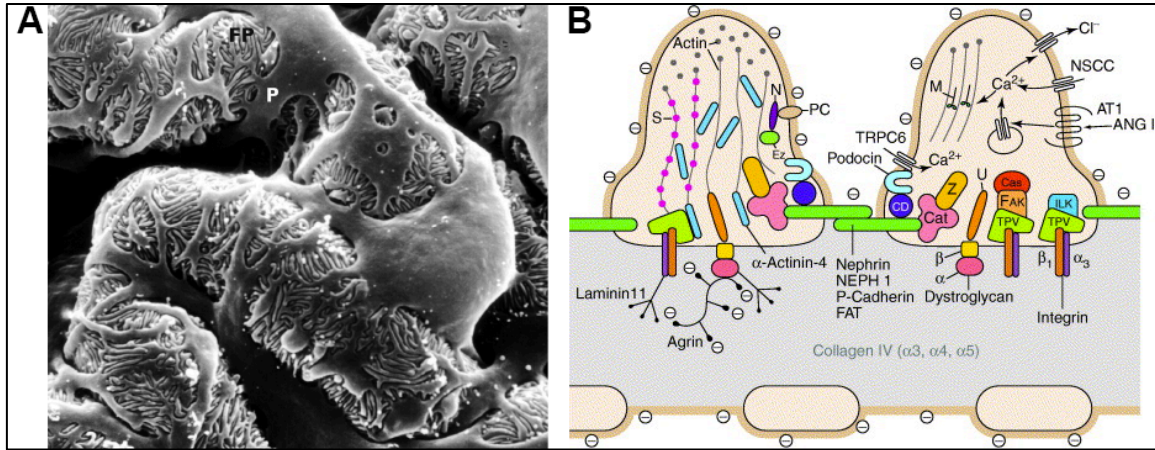 A
FP
P
B
Actin
N
PC
S
Ez
α-Actinin-4
Laminin11
Agrin
Nephrin
NEPH 1
P-Cadherin
FAT
Cl⁻
NSCC
Ca²⁺
M
AT1
ANG I
TRPC6
Ca²⁺
Podocin
U
Z
Cas
FAK
ILK
CD
Cat
TPV
TPV
β
α
β₁
α₃
Dystroglycan
Integrin
Collagen IV (α3, α4, α5)